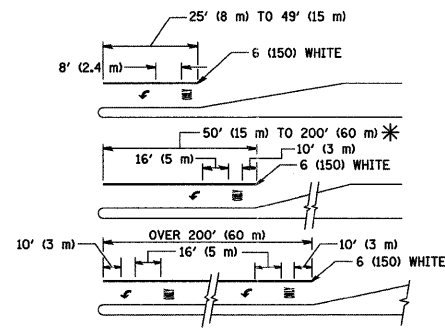 25' (8 m) TO 49' (15 m)
6 (150) WHITE
8' (2.4 m)
50' (15 m) TO 200' (60 m) ✳
10' (3 m)
16' (5 m)
6 (150) WHITE
OVER 200' (60 m)
10' (3 m)
16' (5 m)
10' (3 m)
6 (150) WHITE